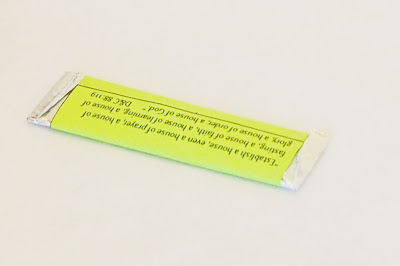 "Establish a house, even a house of prayer, a house of
fasting, a house of faith, a house of learning, a house of
glory, a house of order, a house of God." D&C 88:119